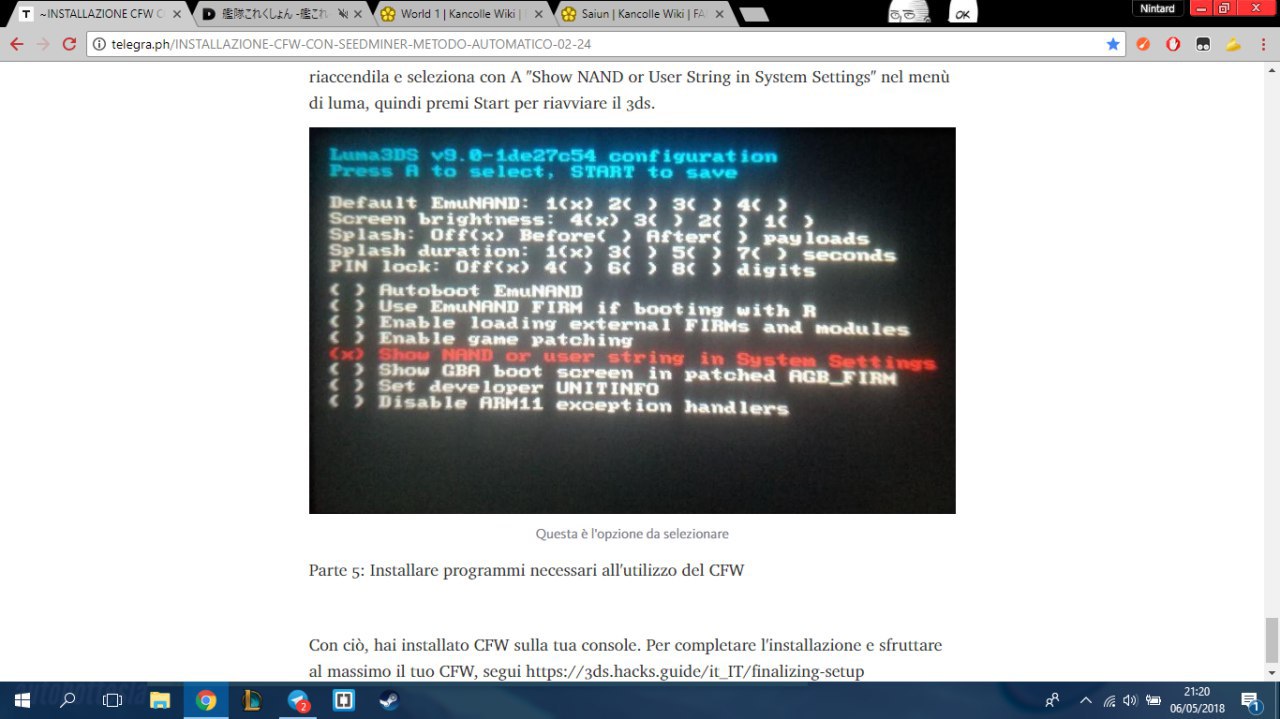 ~INSTALLAZIONE CFW C
艦隊これくしょん -艦これ
World 1 | Kancolle Wiki |
Saiun | Kancolle Wiki | FA
OK
Nintard
telegra.ph/INSTALLAZIONE-CFW-CON-SEEDMINER-METODO-AUTOMATICO-02-24
riaccendila e seleziona con A "Show NAND or User String in System Settings" nel menù
di luma, quindi premi Start per riavviare il 3ds.
Luma3DS v9.0-1de27c54 configuration
Press A to select, START to save
Default EmuNAND: 1(x) 2( ) 3( ) 4( )
Screen brightness: 4(x) 3( ) 2( ) 1( )
Splash: Off(x) Before( ) After( ) payloads
Splash duration: 1(x) 3( ) 5( ) 7( ) seconds
PIN lock: Off(x) 4( ) 6( ) 8( ) digits
( ) Autoboot EmuNAND
( ) Use EmuNAND FIRM if booting with R
( ) Enable loading external FIRMs and modules
( ) Enable game patching
(x) Show NAND or user string in System Settings
( ) Show GBA boot screen in patched AGB_FIRM
( ) Set developer UNITINFO
( ) Disable ARM11 exception handlers
Questa è l'opzione da selezionare
Parte 5: Installare programmi necessari all'utilizzo del CFW
Con ciò, hai installato CFW sulla tua console. Per completare l'installazione e sfruttare
al massimo il tuo CFW, segui https://3ds.hacks.guide/it_IT/finalizing-setup
2
21:20
06/05/2018
1